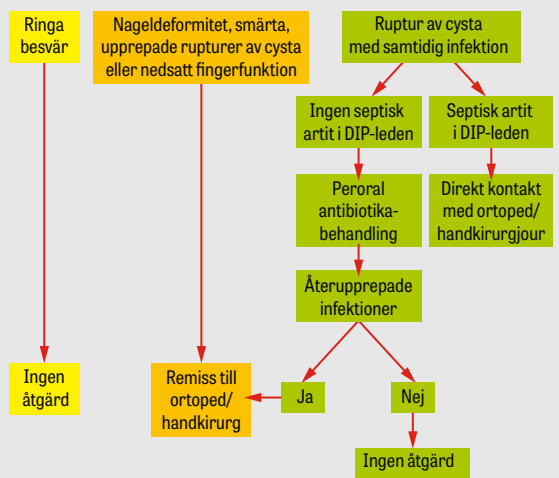 Ringa
besvär
Nageldeformitet, smärta,
upprepade rupturer av cysta
eller nedsatt fingerfunktion
Ruptur av cysta
med samtidig infektion
Ingen septisk
artit i DIP-leden
Septisk artit
i DIP-leden
Peroral
antibiotika-
behandling
Direkt kontakt
med ortoped/
handkirurgjour
Återupprepade
infektioner
Ingen
åtgärd
Remiss till
ortoped/
handkirurg
Ja
Nej
Ingen åtgärd